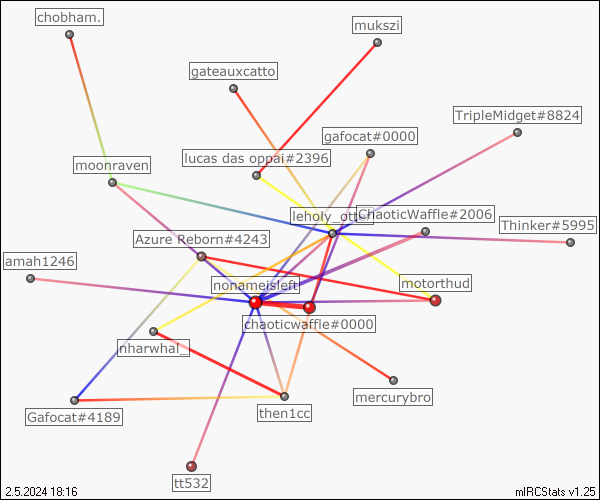 chobham.
mukszi
gateauxcatto
TripleMidget#8824
gafocat#0000
lucas das oppai#2396
moonraven
ChaoticWaffle#2006
Thinker#5995
Azure Reborn#4243
amah1246
nonameisleft
motorthud
chaoticwaffle#0000
nharwhal_
mercurybro
Gafocat#4189
then1cc
tt532
2.5.2024 18:16
mIRCStats v1.25